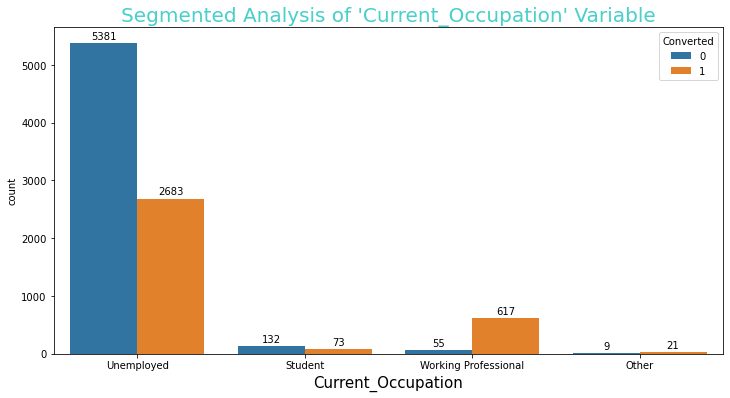 Segmented Analysis of 'Current_Occupation' Variable
Converted
0
1
5381
2683
132
73
55
617
9
21
5000
4000
3000
2000
1000
0
count
Unemployed
Student
Working Professional
Other
Current_Occupation